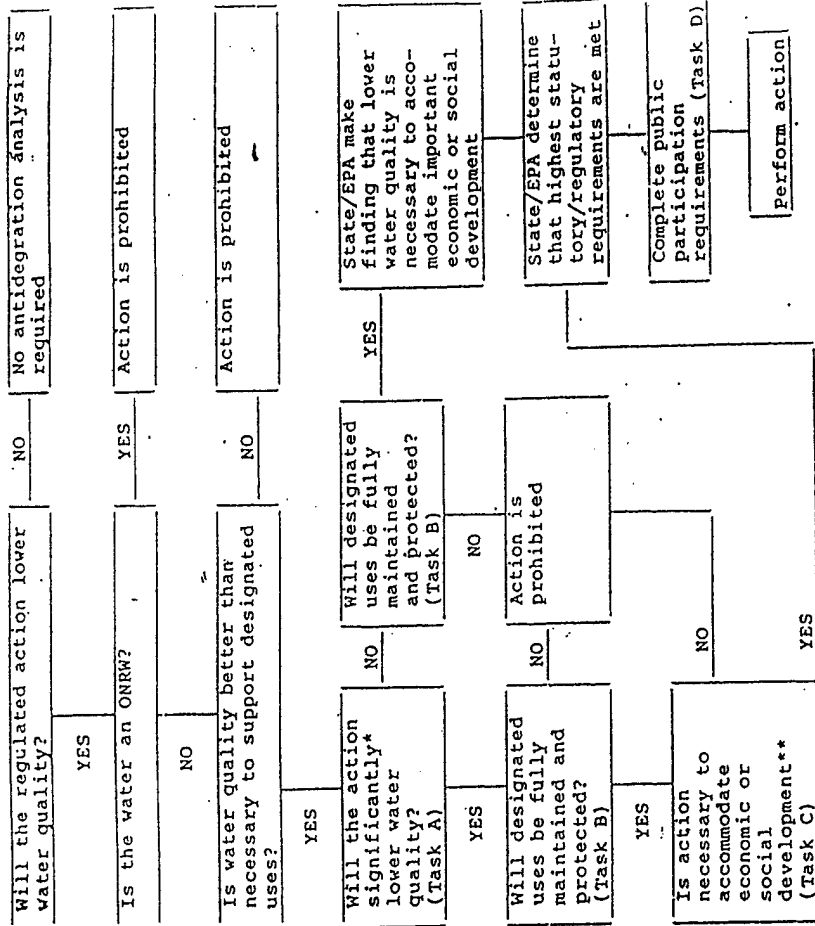 Will the regulated action lower
water quality?
NO
No antidegration analysis is
required
YES
Is the water an ONRW?
YES
Action is prohibited
NO
Is water quality better than
necessary to support designated
uses?
NO
Action is prohibited
YES
Will the action
significantly*
lower water
quality?
(Task A)
NO
Will designated
uses be fully
maintained
and protected?
(Task B)
YES
State/EPA make
finding that lower
water quality is
necessary to acco-
modate important
economic or social
development
YES
NO
Will designated
uses be fully
maintained and
protected?
(Task B)
NO
Action is
prohibited
State/EPA determine
that highest statu-
tory/regulatory
requirements are met
YES
Is action
necessary to
accommodate
economic or
social
development**
(Task C)
NO
YES
Complete public
participation
requirements (Task D)
Perform action